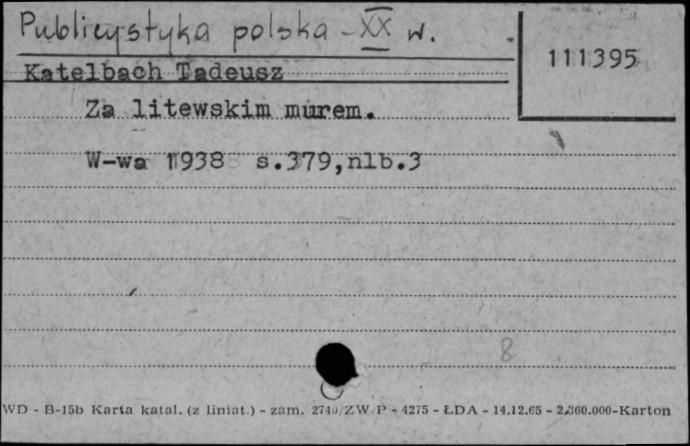 Publicystyka polska - XX w.
111395
Katelbach Tadeusz
Za litewskim murem.
W-wa 1938 s.379,nlb.3
8
WD - B-15b Karta katal. (z liniat.) - zam. ZW P - 4275 - ŁDA - 14.12.65 - 2.360.000-Karton